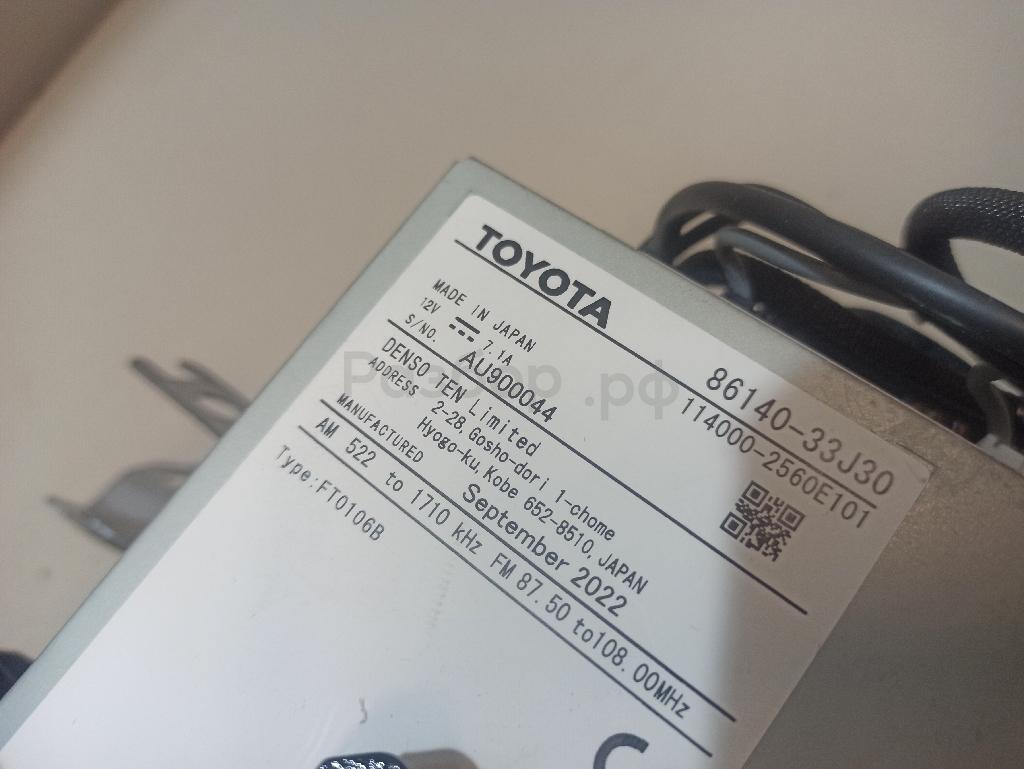 TOYOTA
86140-33J30
MADE IN JAPAN
12V 7.1A
114000-2560E101
S/NO. AU900044
DENSO TEN Limited
ADDRESS 2-28, Gosho-dori 1-chome
Hyogo-ku, Kobe 652-8510, JAPAN
MANUFACTURED September 2022
AM 522 to 1710 kHz FM 87.50 to108.00MHz
Type:FT0106B
Разбор.рф